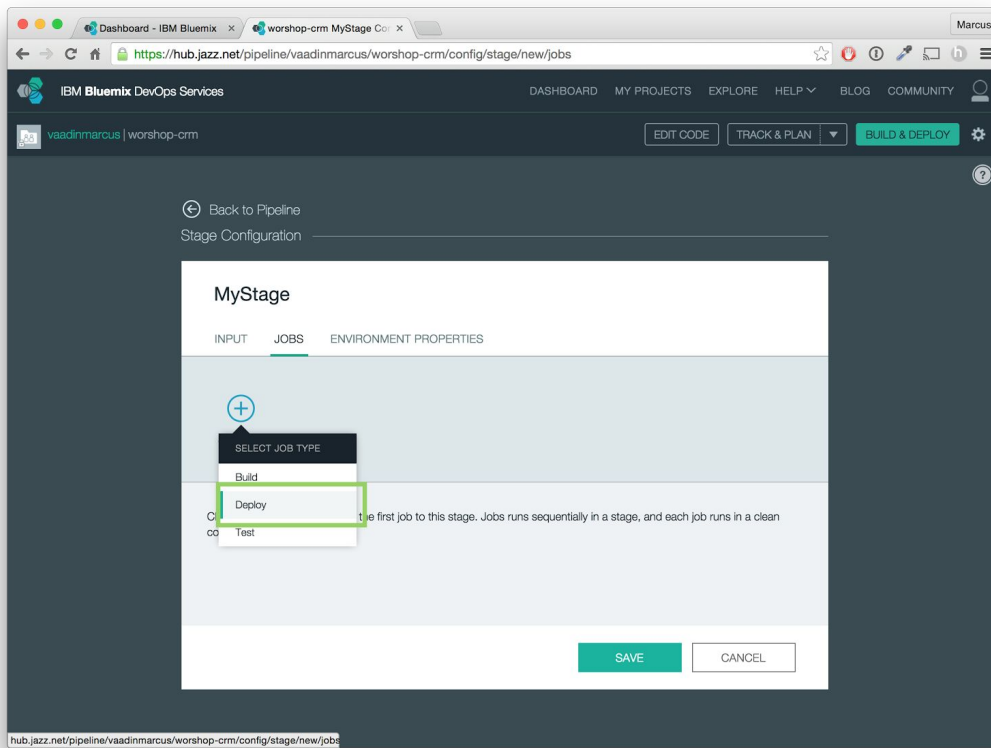 Dashboard - IBM Bluemix
worshop-crm MyStage Con
Marcus
https://hub.jazz.net/pipeline/vaadinmarcus/worshop-crm/config/stage/new/jobs
IBM Bluemix DevOps Services
DASHBOARD MY PROJECTS EXPLORE HELP BLOG COMMUNITY
vaadinmarcus | worshop-crm
EDIT CODE TRACK & PLAN BUILD & DEPLOY
?
Back to Pipeline
Stage Configuration
MyStage
INPUT JOBS ENVIRONMENT PROPERTIES
SELECT JOB TYPE
Build
Deploy
Test
the first job to this stage. Jobs runs sequentially in a stage, and each job runs in a clean
SAVE CANCEL
hub.jazz.net/pipeline/vaadinmarcus/worshop-crm/config/stage/new/jobs